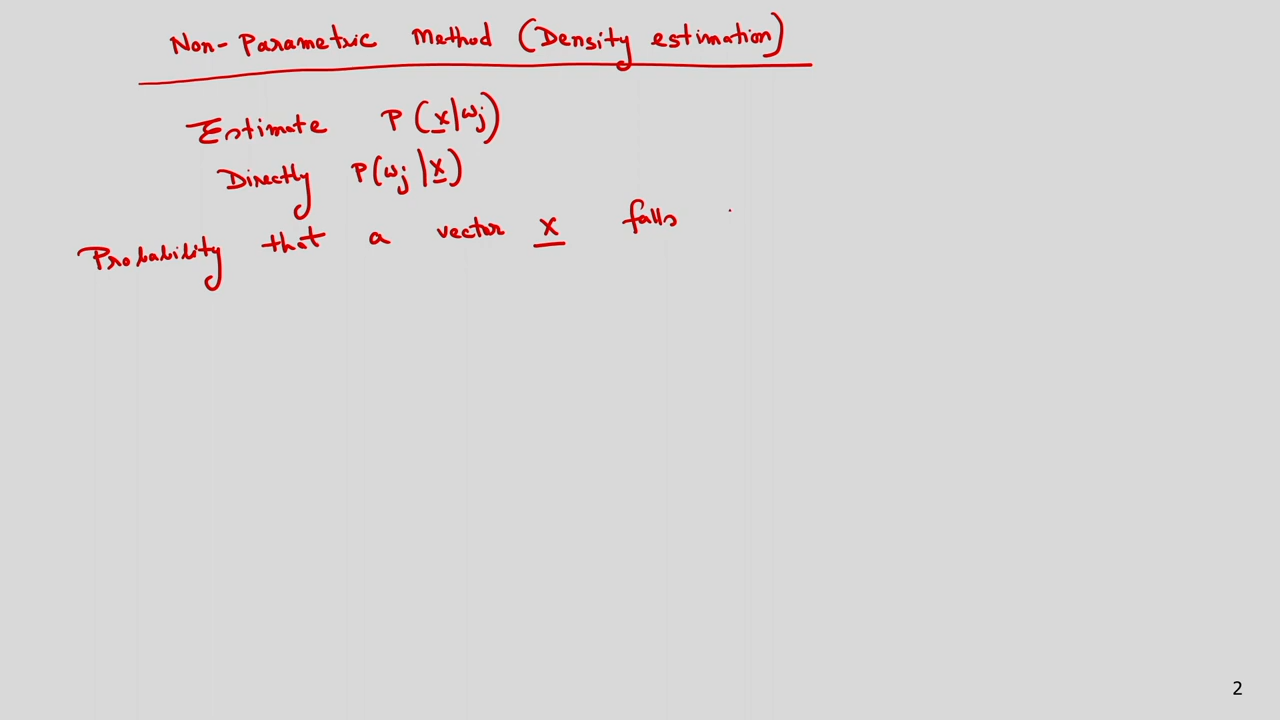 Non-Parametric Method (Density estimation)
Estimate P(x|ωj)
Directly P(ωj|x)
Probability that a vector x falls
2